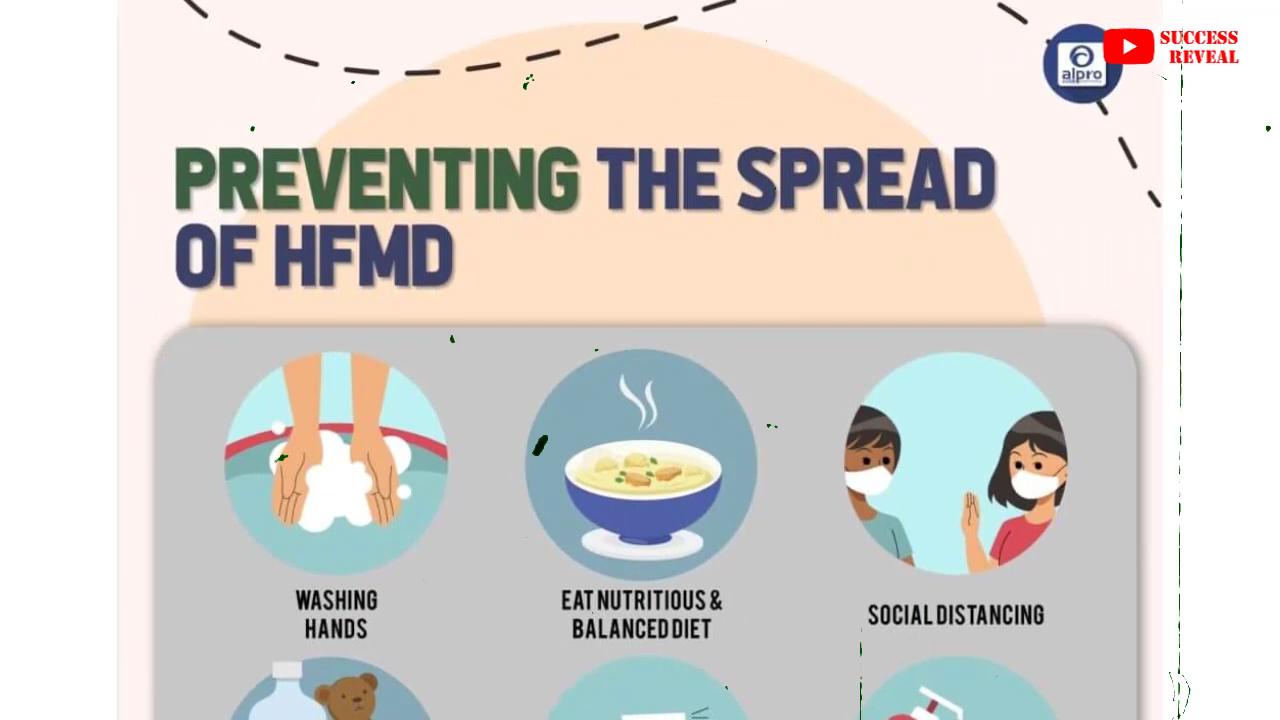 SUCCESS
REVEAL
alpro
PREVENTING THE SPREAD
OF HFMD
WASHING
HANDS
EAT NUTRITIOUS &
BALANCED DIET
SOCIAL DISTANCING